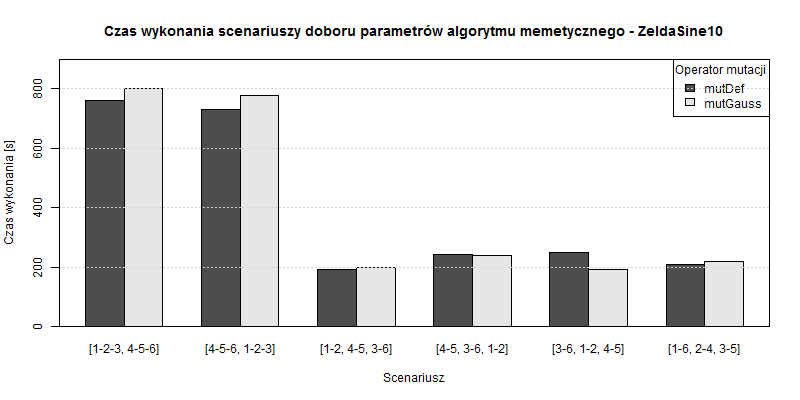 Czas wykonania scenariuszy doboru parametrów algorytmu memetycznego - ZeldaSine10
Operator mutacji
mutDef
mutGauss
Czas wykonania [s]
800
600
400
200
0
[1-2-3, 4-5-6]
[4-5-6, 1-2-3]
[1-2, 4-5, 3-6]
[4-5, 3-6, 1-2]
[3-6, 1-2, 4-5]
[1-6, 2-4, 3-5]
Scenariusz